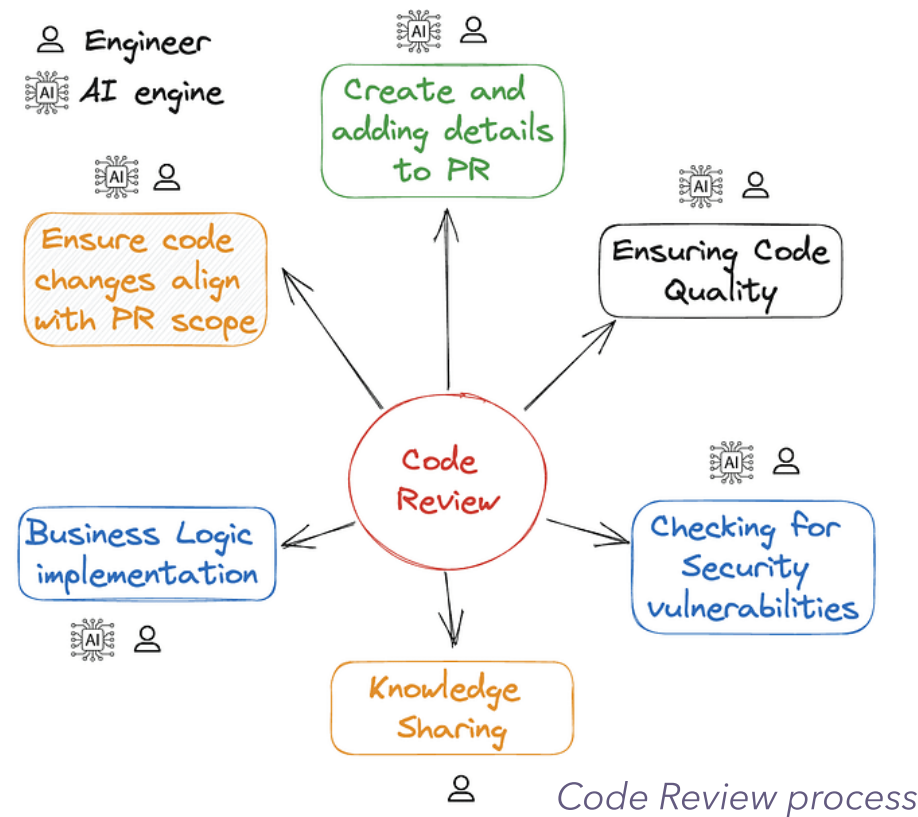 Engineer
AI engine
AI
AI
Create and
adding details
to PR
AI
Ensure code
changes align
with PR scope
AI
Ensuring Code
Quality
Code
Review
AI
Checking for
Security
vulnerabilities
Business Logic
implementation
AI
Knowledge
Sharing
Code Review process